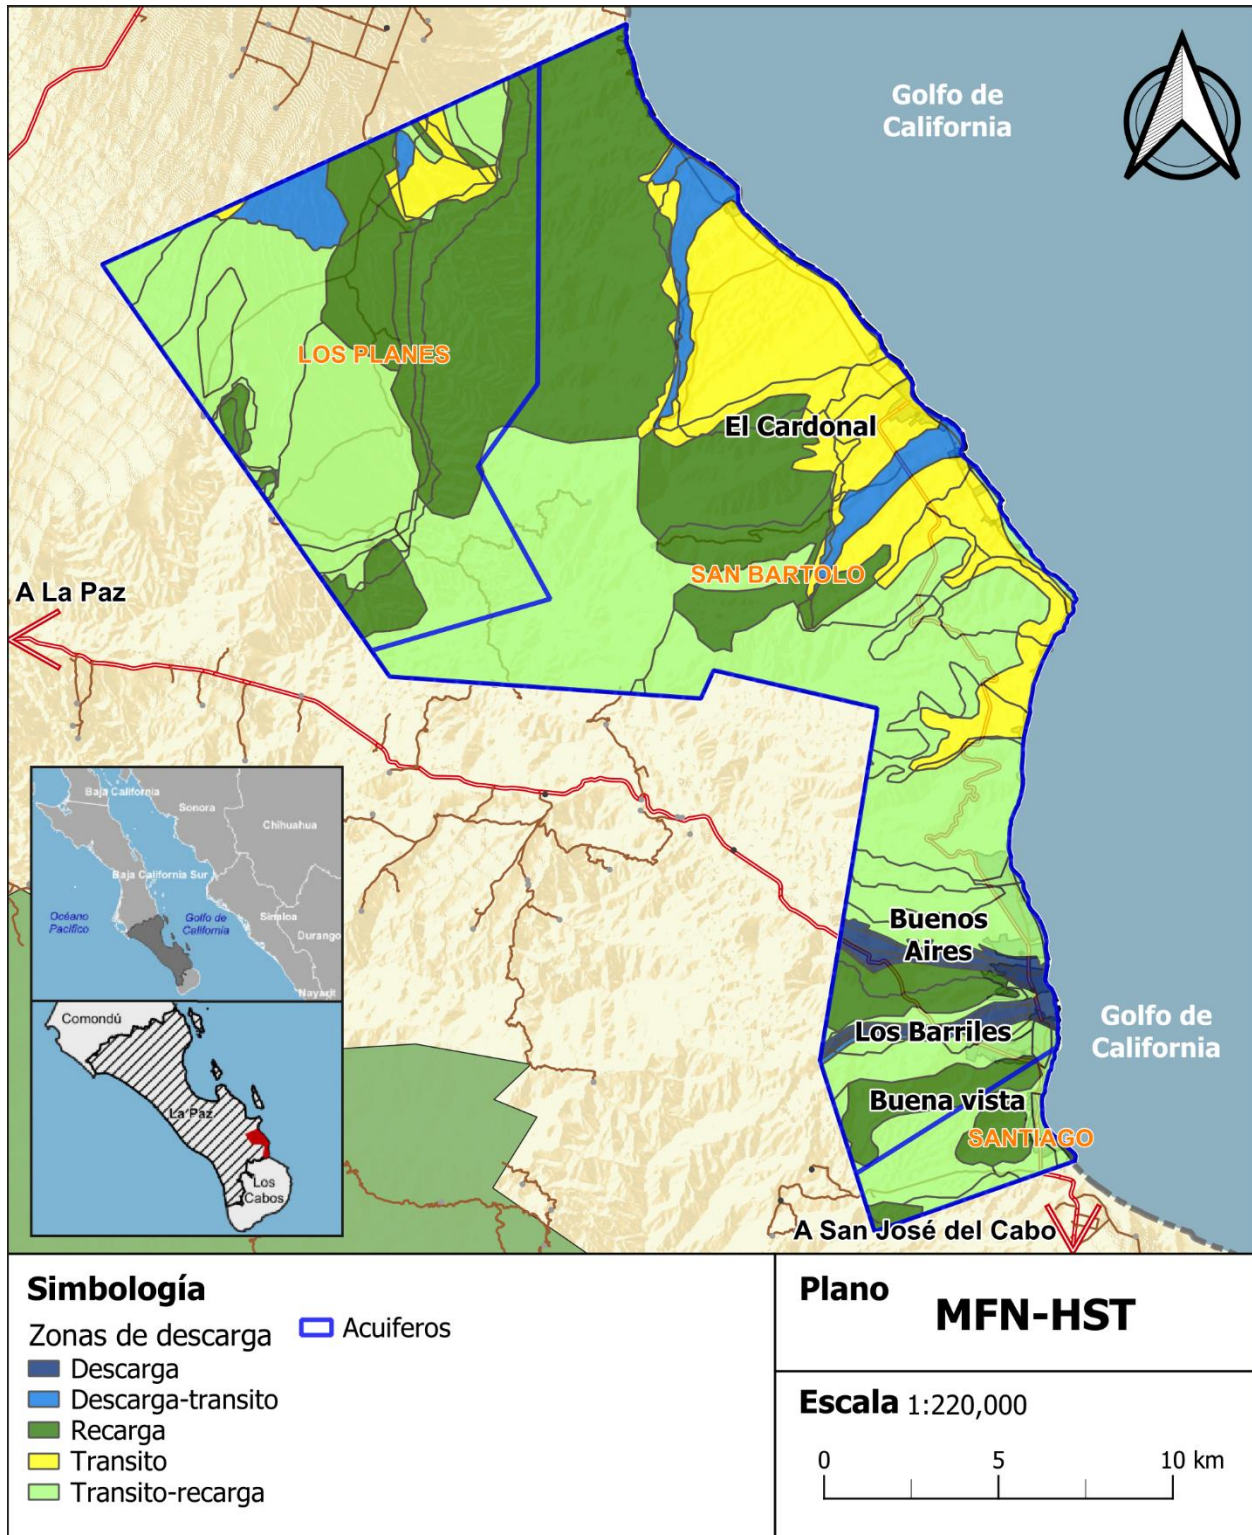 Golfo de
California
LOS PLANES
El Cardonal
SAN BARTOLO
A La Paz
Buenos
Aires
Los Barriles
Golfo de
California
Buena vista
SANTIAGO
A San José del Cabo
Baja California
Sonora
Chihuahua
Baja California Sur
Océano
Pacífico
Golfo de
California
Sinaloa
Durango
Nayarit
Comondú
La Paz
Los
Cabos
Simbología
Zonas de descarga
Acuiferos
Descarga
Descarga-transito
Recarga
Transito
Transito-recarga
Plano
MFN-HST
Escala 1:220,000
0 5 10 km